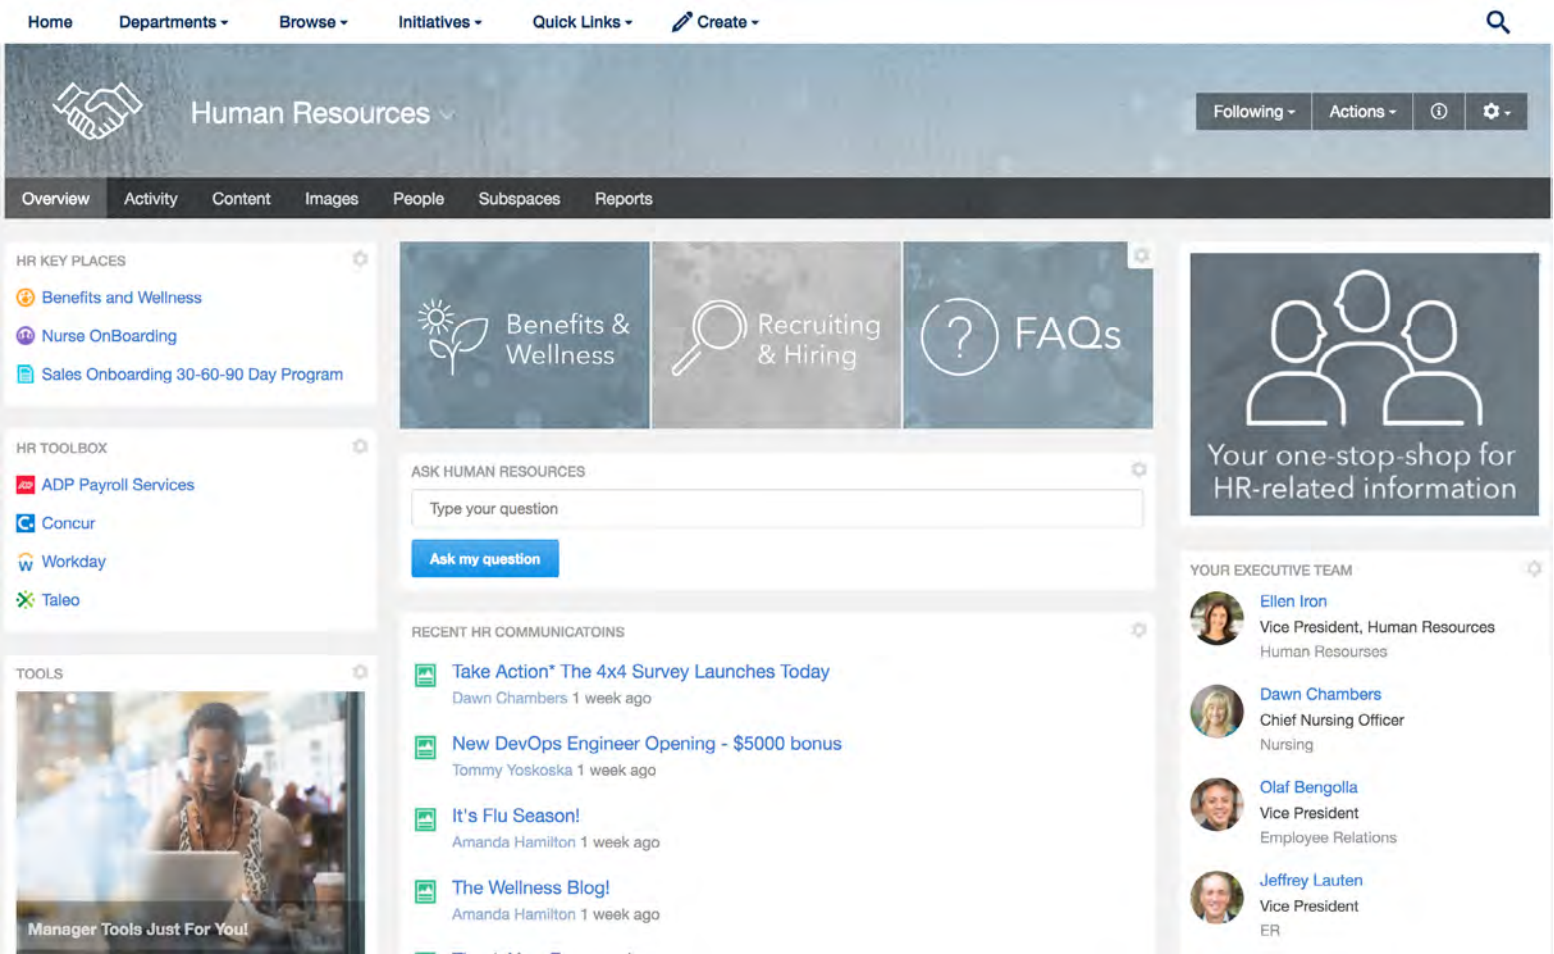 Home
Departments
Browse
Initiatives
Quick Links
Create
Human Resources
Following
Actions
Overview
Activity
Content
Images
People
Subspaces
Reports
HR KEY PLACES
Benefits and Wellness
Nurse OnBoarding
Sales Onboarding 30-60-90 Day Program
HR TOOLBOX
ADP Payroll Services
Concur
Workday
Taleo
TOOLS
Manager Tools Just For You!
Benefits &
Wellness
Recruiting
& Hiring
FAQs
ASK HUMAN RESOURCES
Type your question
Ask my question
RECENT HR COMMUNICATOINS
Take Action* The 4x4 Survey Launches Today
Dawn Chambers 1 week ago
New DevOps Engineer Opening - $5000 bonus
Tommy Yoskoska 1 week ago
It's Flu Season!
Amanda Hamilton 1 week ago
The Wellness Blog!
Amanda Hamilton 1 week ago
Your one-stop-shop for
HR-related information
YOUR EXECUTIVE TEAM
Ellen Iron
Vice President, Human Resources
Human Resourses
Dawn Chambers
Chief Nursing Officer
Nursing
Olaf Bengolla
Vice President
Employee Relations
Jeffrey Lauten
Vice President
ER